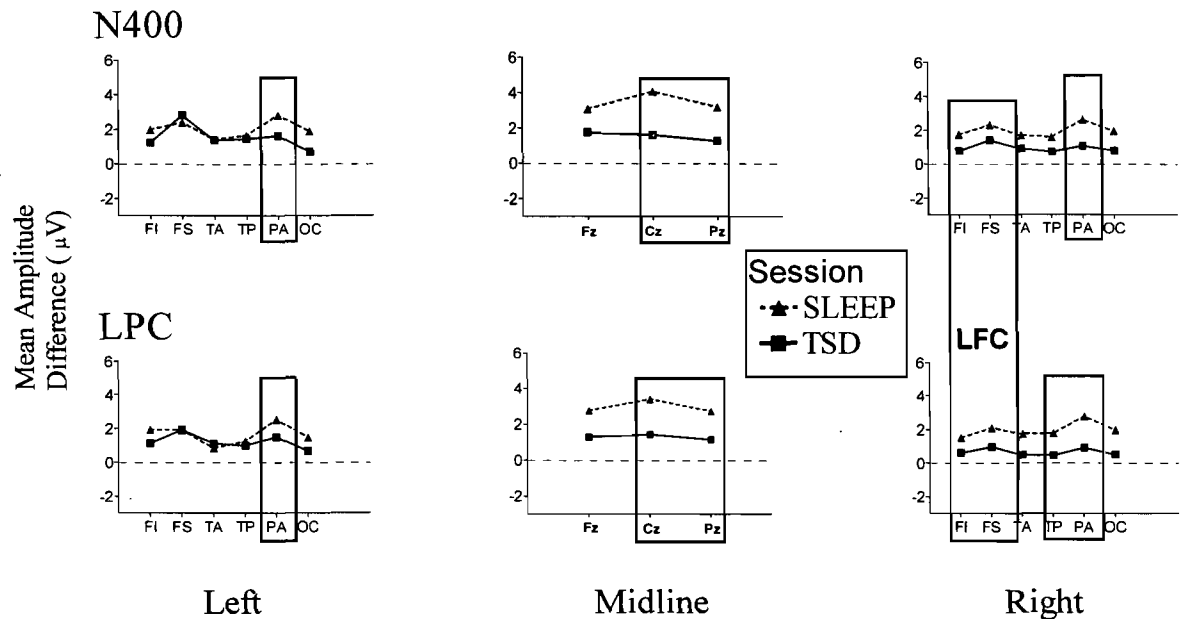 N400
Mean Amplitude
Difference (μV)
6
4
2
0
-2
FI FS TA TP PA OC
6
4
2
0
-2
Fz Cz Pz
6
4
2
0
-2
FI FS TA TP PA OC
Session
SLEEP
TSD
LPC
6
4
2
0
-2
FI FS TA TP PA OC
6
4
2
0
-2
Fz Cz Pz
LFC
6
4
2
0
-2
FI FS TA TP PA OC
Left Midline Right